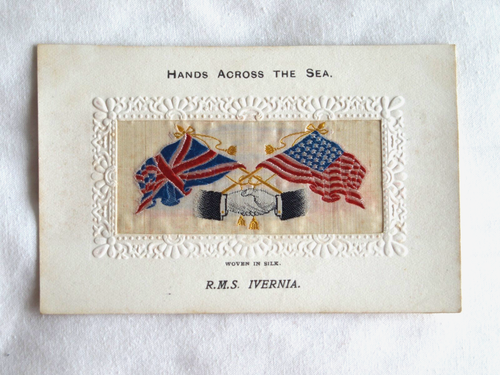 HANDS ACROSS THE SEA.
WOVEN IN SILK.
R.M.S. IVERNIA.